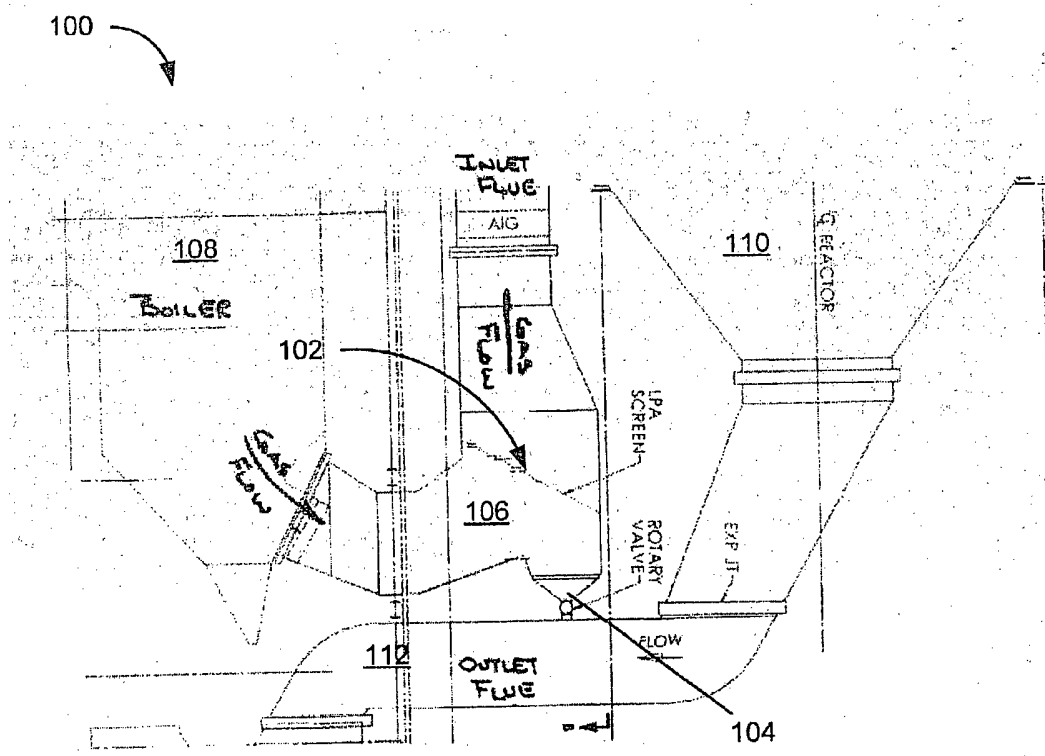 100
INLET
FLUE
AIG
108
BOILER
110
℄ REACTOR
GAS
FLOW
102
LPA
SCREEN
GAS
FLOW
106
ROTARY
VALVE
EXP JT
FLOW
112
OUTLET
FLUE
B
104